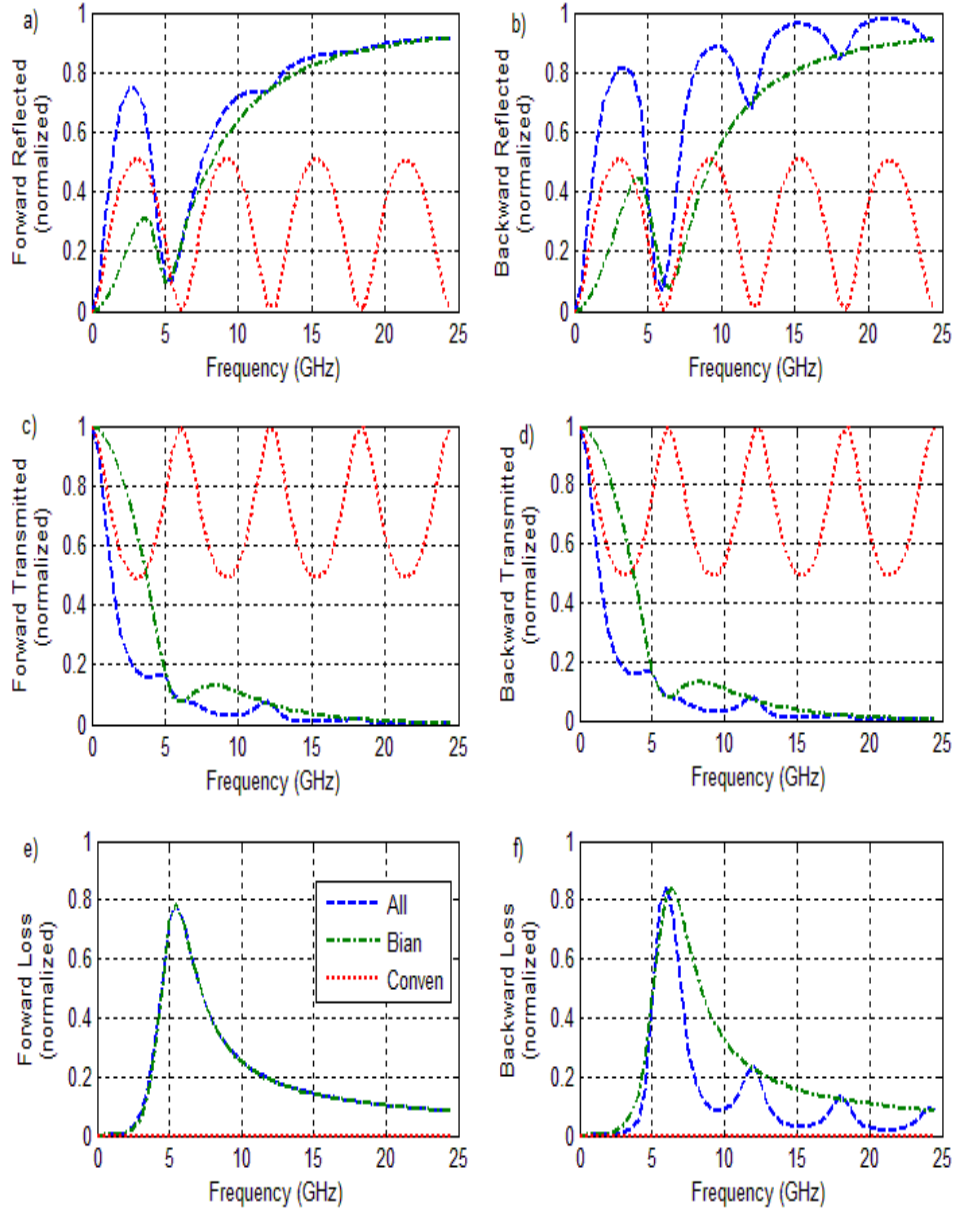 a)
Forward Reflected
(normalized)
1
0.8
0.6
0.4
0.2
0
0 5 10 15 20 25
Frequency (GHz)
b)
Backward Reflected
(normalized)
1
0.8
0.6
0.4
0.2
0
0 5 10 15 20 25
Frequency (GHz)
c)
Forward Transmitted
(normalized)
1
0.8
0.6
0.4
0.2
0
0 5 10 15 20 25
Frequency (GHz)
d)
Backward Transmitted
(normalized)
1
0.8
0.6
0.4
0.2
0
0 5 10 15 20 25
Frequency (GHz)
e)
Forward Loss
(normalized)
1
0.8
0.6
0.4
0.2
0
0 5 10 15 20 25
Frequency (GHz)
All
Bian
Conven
f)
Backward Loss
(normalized)
1
0.8
0.6
0.4
0.2
0
0 5 10 15 20 25
Frequency (GHz)